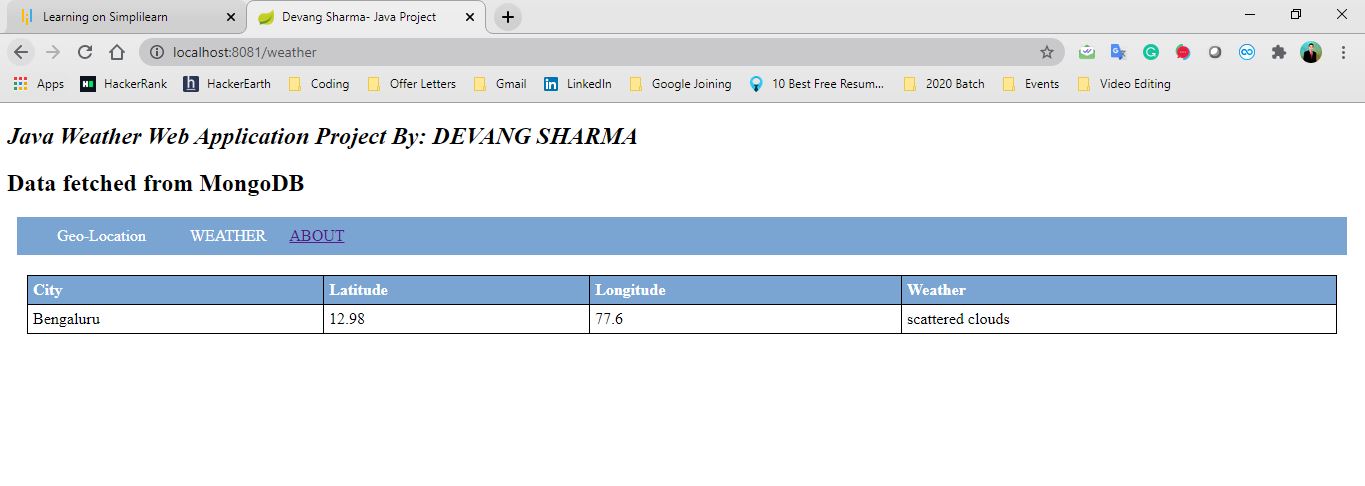 Learning on Simplilearn
Devang Sharma- Java Project
localhost:8081/weather
Apps HackerRank HackerEarth Coding Offer Letters Gmail LinkedIn Google Joining 10 Best Free Resum... 2020 Batch Events Video Editing
Java Weather Web Application Project By: DEVANG SHARMA
Data fetched from MongoDB
Geo-Location WEATHER ABOUT
City Latitude Longitude Weather
Bengaluru 12.98 77.6 scattered clouds